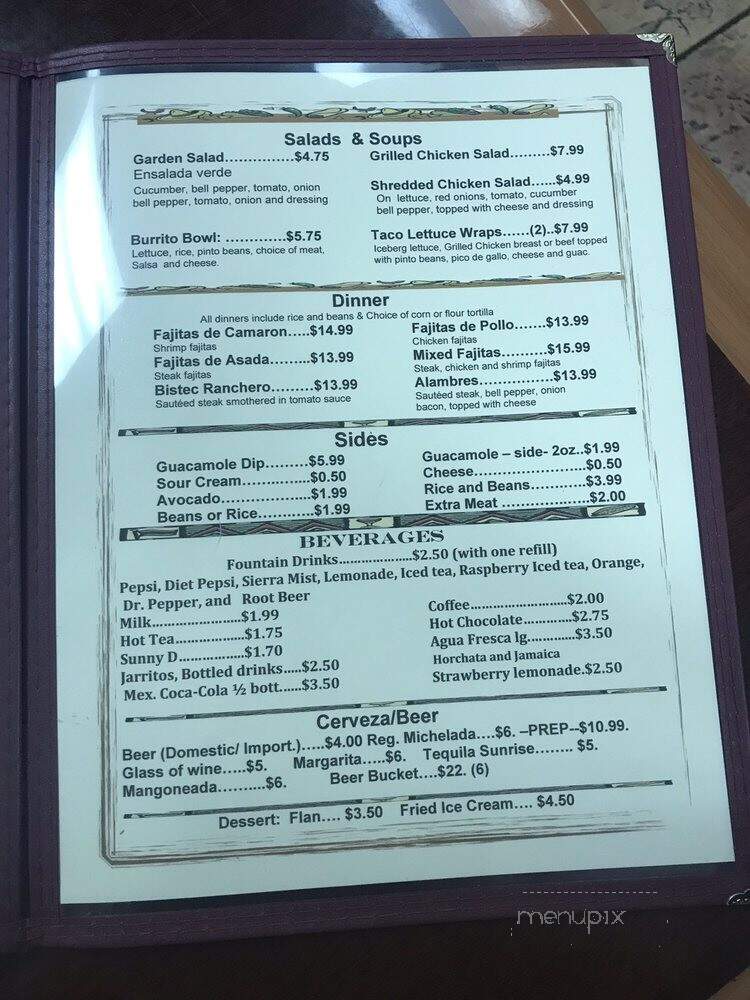 Salads & Soups
Garden Salad...............$4.75
Ensalada verde
Cucumber, bell pepper, tomato, onion
bell pepper, tomato, onion and dressing
Burrito Bowl: .............$5.75
Lettuce, rice, pinto beans, choice of meat,
Salsa and cheese.
Grilled Chicken Salad.........$7.99
Shredded Chicken Salad......$4.99
On lettuce, red onions, tomato, cucumber
bell pepper, topped with cheese and dressing
Taco Lettuce Wraps......(2)..$7.99
Iceberg lettuce, Grilled Chicken breast or beef topped
with pinto beans, pico de gallo, cheese and guac.
Dinner
All dinners include rice and beans & Choice of corn or flour tortilla
Fajitas de Camaron.....$14.99
Shrimp fajitas
Fajitas de Asada.........$13.99
Steak fajitas
Bistec Ranchero.........$13.99
Sautéed steak smothered in tomato sauce
Fajitas de Pollo.......$13.99
Chicken fajitas
Mixed Fajitas..........$15.99
Steak, chicken and shrimp fajitas
Alambres................$13.99
Sautéed steak, bell pepper, onion
bacon, topped with cheese
Sides
Guacamole Dip.........$5.99
Sour Cream...............$0.50
Avocado....................$1.99
Beans or Rice............$1.99
Guacamole – side- 2oz..$1.99
Cheese.........................$0.50
Rice and Beans............$3.99
Extra Meat ...................$2.00
BEVERAGES
Fountain Drinks.....................$2.50 (with one refill)
Pepsi, Diet Pepsi, Sierra Mist, Lemonade, Iced tea, Raspberry Iced tea, Orange,
Dr. Pepper, and Root Beer
Milk.........................$1.99
Hot Tea....................$1.75
Sunny D...................$1.70
Jarritos, Bottled drinks.....$2.50
Mex. Coca-Cola ½ bott......$3.50
Coffee...........................$2.00
Hot Chocolate..............$2.75
Agua Fresca lg.............$3.50
Horchata and Jamaica
Strawberry lemonade.$2.50
Cerveza/Beer
Beer (Domestic/ Import.).....$4.00 Reg. Michelada....$6. –PREP--$10.99.
Glass of wine.....$5. Margarita.....$6. Tequila Sunrise........ $5.
Mangoneada..........$6. Beer Bucket....$22. (6)
Dessert: Flan.... $3.50 Fried Ice Cream.... $4.50
menupix